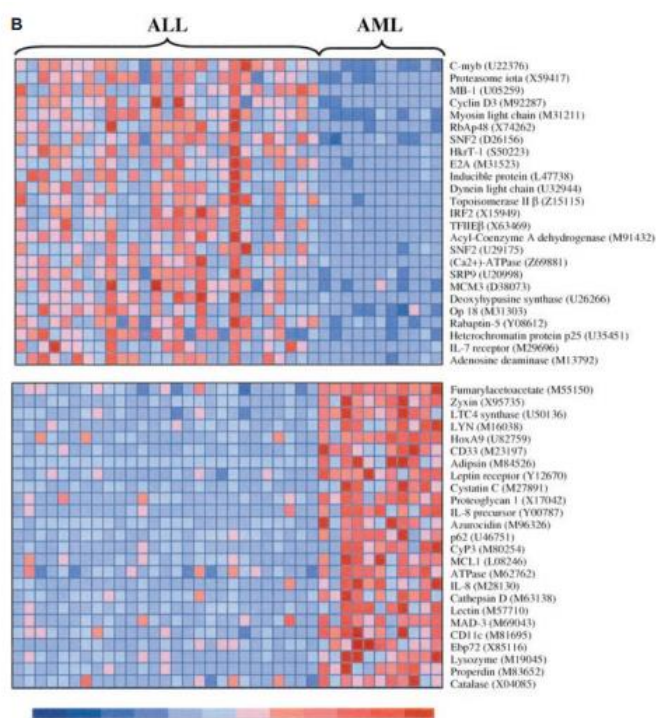 B
ALL AML
C-myb (U22376)
Proteasome iota (X59417)
MB-1 (U05259)
Cyclin D3 (M92287)
Myosin light chain (M31211)
RbAp48 (X74262)
SNF2 (D26156)
HkrT-1 (S50223)
E2A (M31523)
Inducible protein (L47738)
Dynein light chain (U32944)
Topoisomerase II β (Z15115)
IRF2 (X15949)
TFIIEβ (X63469)
Acyl-Coenzyme A dehydrogenase (M91432)
SNF2 (U29175)
(Ca2+)-ATPase (Z69881)
SRP9 (U20998)
MCM3 (D38073)
Deoxyhypusine synthase (U26266)
Op 18 (M31303)
Rabaptin-5 (Y08612)
Heterochromatin protein p25 (U35451)
IL-7 receptor (M29696)
Adenosine deaminase (M13792)
Fumarylacetoacetate (M55150)
Zyxin (X95735)
LTC4 synthase (U50136)
LYN (M16038)
HoxA9 (U82759)
CD33 (M23197)
Adipsin (M84526)
Leptin receptor (Y12670)
Cystatin C (M27891)
Proteoglycan 1 (X17042)
IL-8 precursor (Y00787)
Azurocidin (M96326)
p62 (U46751)
CyP3 (M80254)
MCL1 (L08246)
ATPase (M62762)
IL-8 (M28130)
Cathepsin D (M63138)
Lectin (M57710)
MAD-3 (M69043)
CD11c (M81695)
Ebp72 (X85116)
Lysozyme (M19045)
Properdin (M83652)
Catalase (X04085)